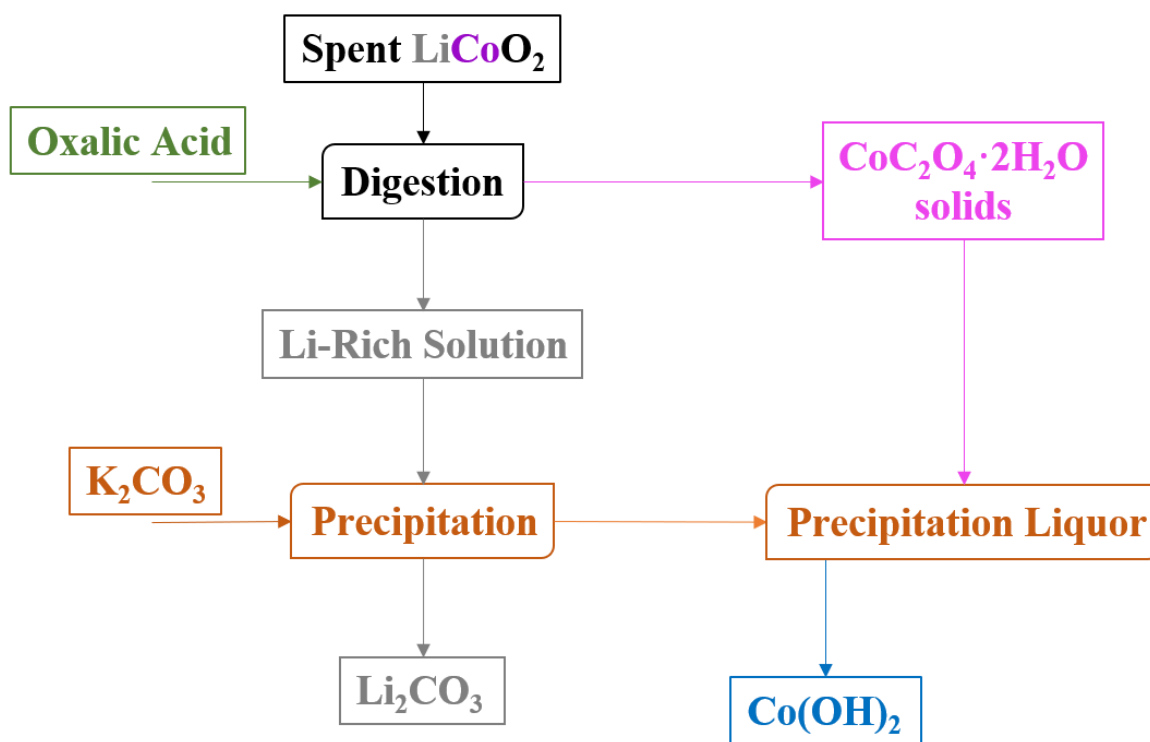 Spent LiCoO₂
Oxalic Acid
Digestion
CoC₂O₄·2H₂O
solids
Li-Rich Solution
K₂CO₃
Precipitation
Precipitation Liquor
Li₂CO₃
Co(OH)₂